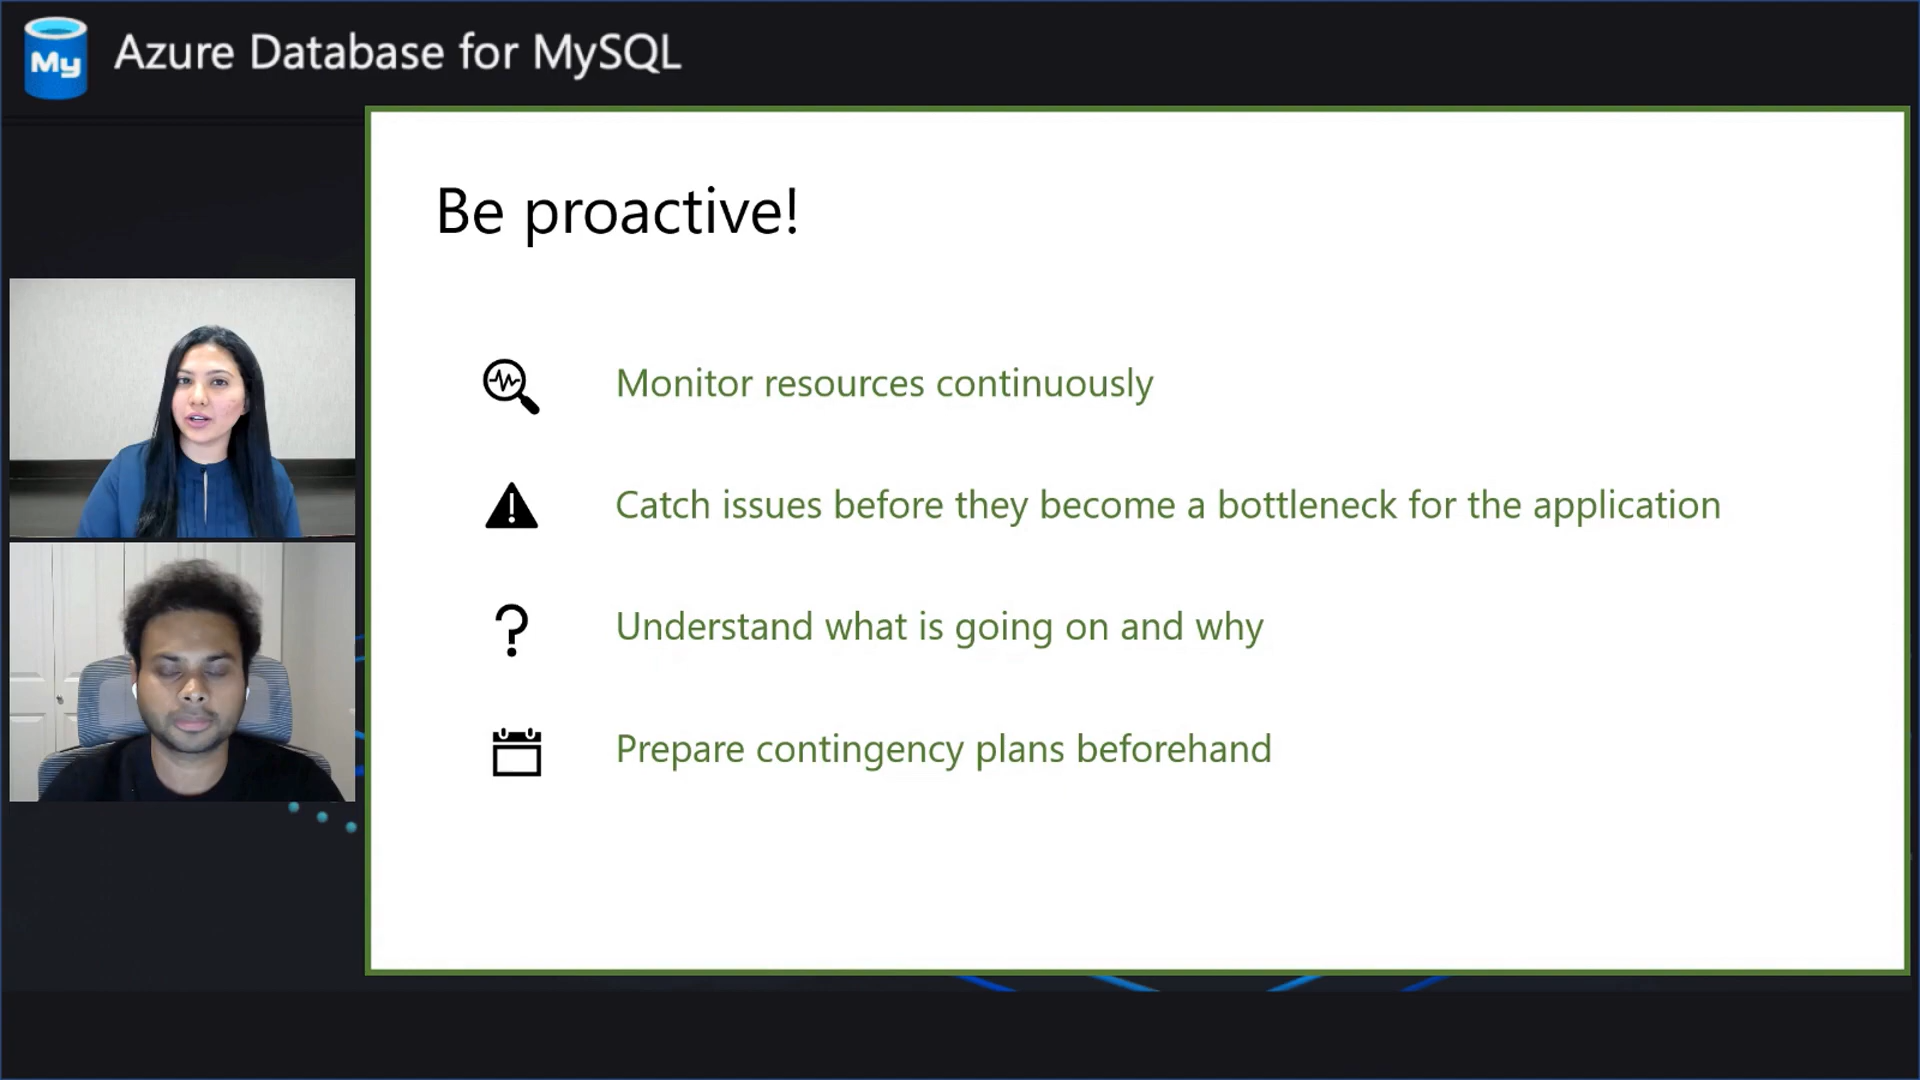 My
Azure Database for MySQL
Be proactive!
Monitor resources continuously
Catch issues before they become a bottleneck for the application
Understand what is going on and why
Prepare contingency plans beforehand